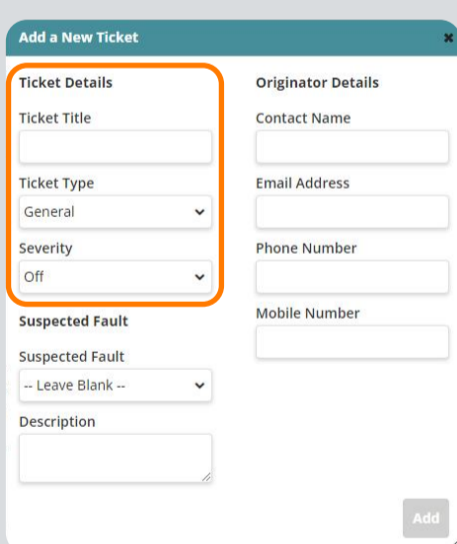 Add a New Ticket
Ticket Details
Ticket Title
Ticket Type
General
Severity
Off
Suspected Fault
Suspected Fault
-- Leave Blank --
Description
Originator Details
Contact Name
Email Address
Phone Number
Mobile Number
Add